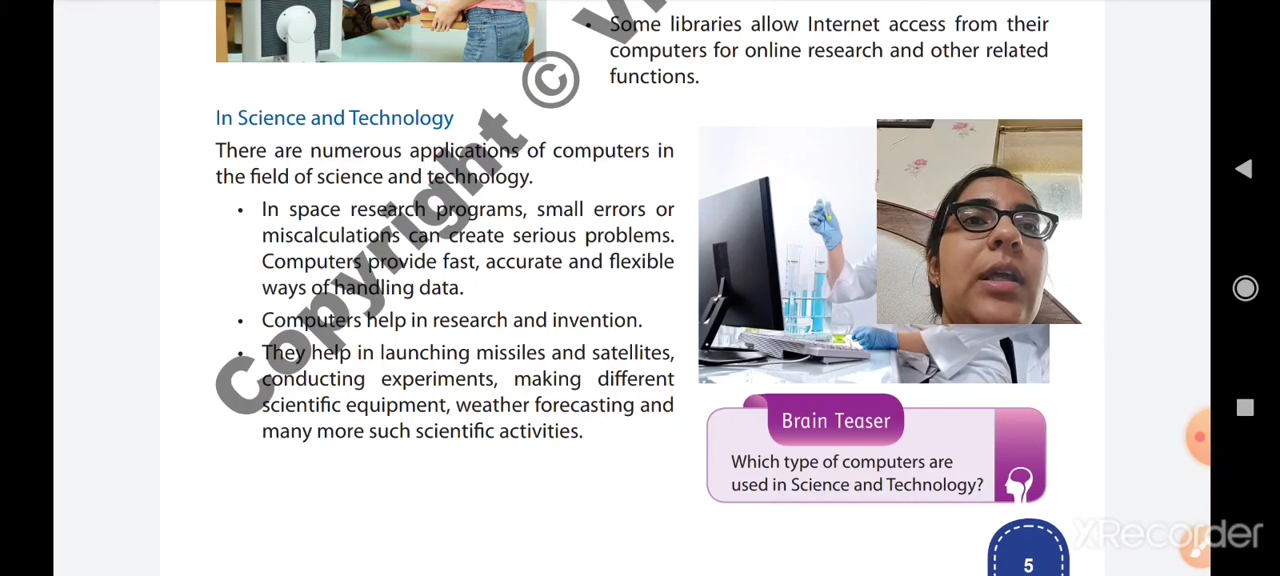 Some libraries allow Internet access from their
computers for online research and other related
functions.
In Science and Technology
There are numerous applications of computers in
the field of science and technology.
• In space research programs, small errors or
miscalculations can create serious problems.
Computers provide fast, accurate and flexible
ways of handling data.
• Computers help in research and invention.
• They help in launching missiles and satellites,
conducting experiments, making different
scientific equipment, weather forecasting and
many more such scientific activities.
Copyright ©
Brain Teaser
Which type of computers are
used in Science and Technology?
5
XRecorder